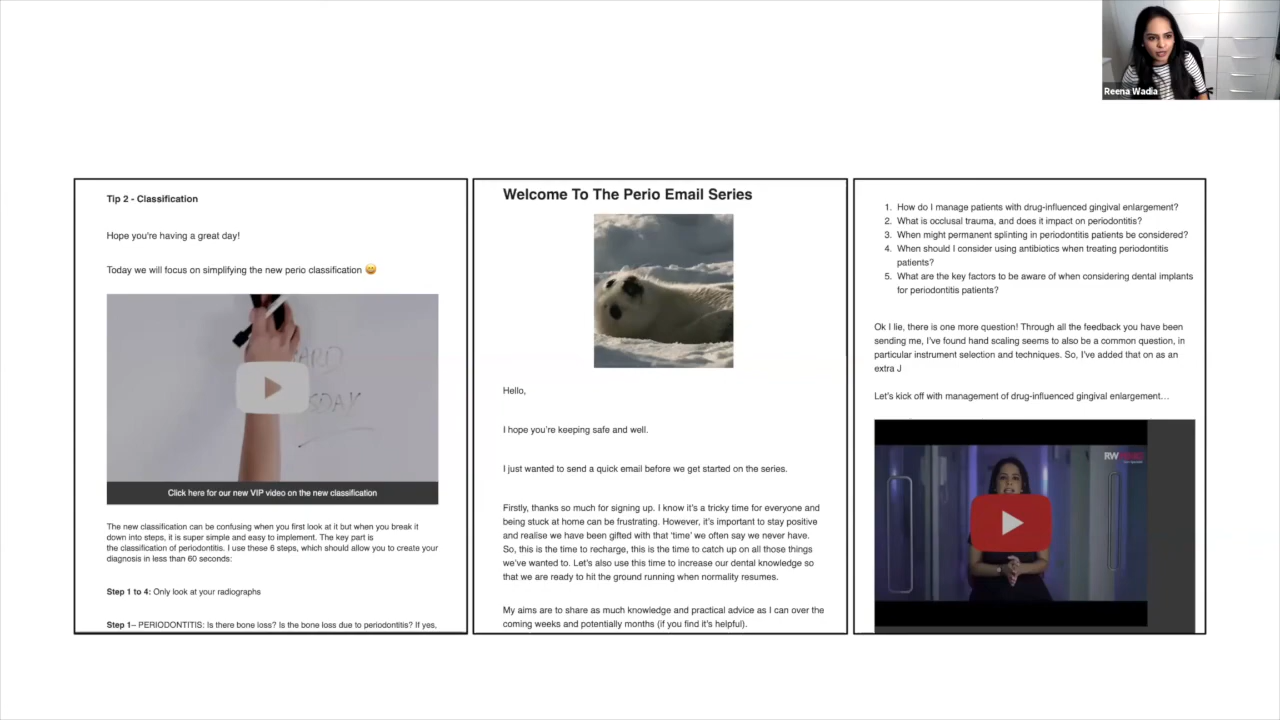 Reena Wadia
Tip 2 - Classification
Hope you're having a great day!
Today we will focus on simplifying the new perio classification 😀
Click here for our new VIP video on the new classification
The new classification can be confusing when you first look at it but when you break it
down into steps, it is super simple and easy to implement. The key part is
the classification of periodontitis. I use these 6 steps, which should allow you to create your
diagnosis in less than 60 seconds:
Step 1 to 4: Only look at your radiographs
Step 1– PERIODONTITIS: Is there bone loss? Is the bone loss due to periodontitis? If yes,
Welcome To The Perio Email Series
Hello,
I hope you're keeping safe and well.
I just wanted to send a quick email before we get started on the series.
Firstly, thanks so much for signing up. I know it's a tricky time for everyone and
being stuck at home can be frustrating. However, it's important to stay positive
and realise we have been gifted with that 'time' we often say we never have.
So, this is the time to recharge, this is the time to catch up on all those things
we've wanted to. Let's also use this time to increase our dental knowledge so
that we are ready to hit the ground running when normality resumes.
My aims are to share as much knowledge and practical advice as I can over the
coming weeks and potentially months (if you find it's helpful).
1. How do I manage patients with drug-influenced gingival enlargement?
2. What is occlusal trauma, and does it impact on periodontitis?
3. When might permanent splinting in periodontitis patients be considered?
4. When should I consider using antibiotics when treating periodontitis
patients?
5. What are the key factors to be aware of when considering dental implants
for periodontitis patients?
Ok I lie, there is one more question! Through all the feedback you have been
sending me, I've found hand scaling seems to also be a common question, in
particular instrument selection and techniques. So, I've added that on as an
extra J
Let's kick off with management of drug-influenced gingival enlargement…